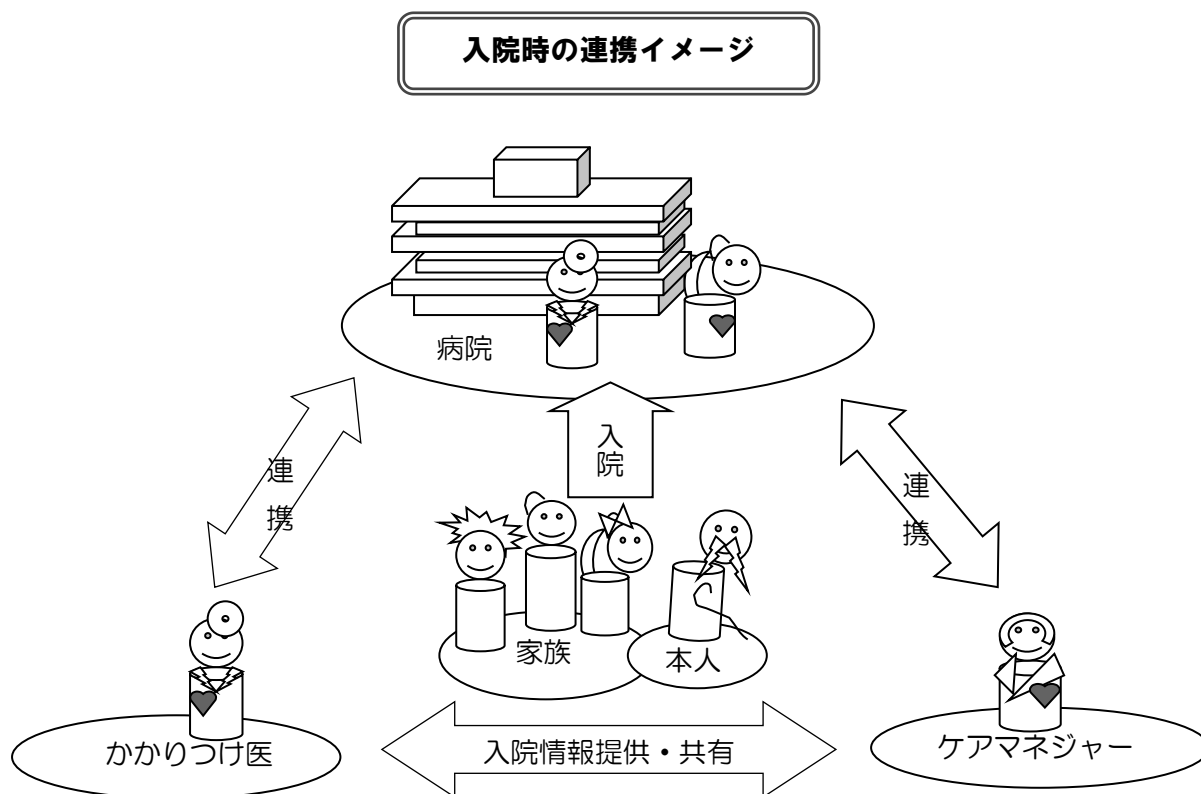 入院時の連携イメージ
病院
入院
連携
連携
家族
本人
かかりつけ医
入院情報提供・共有
ケアマネジャー